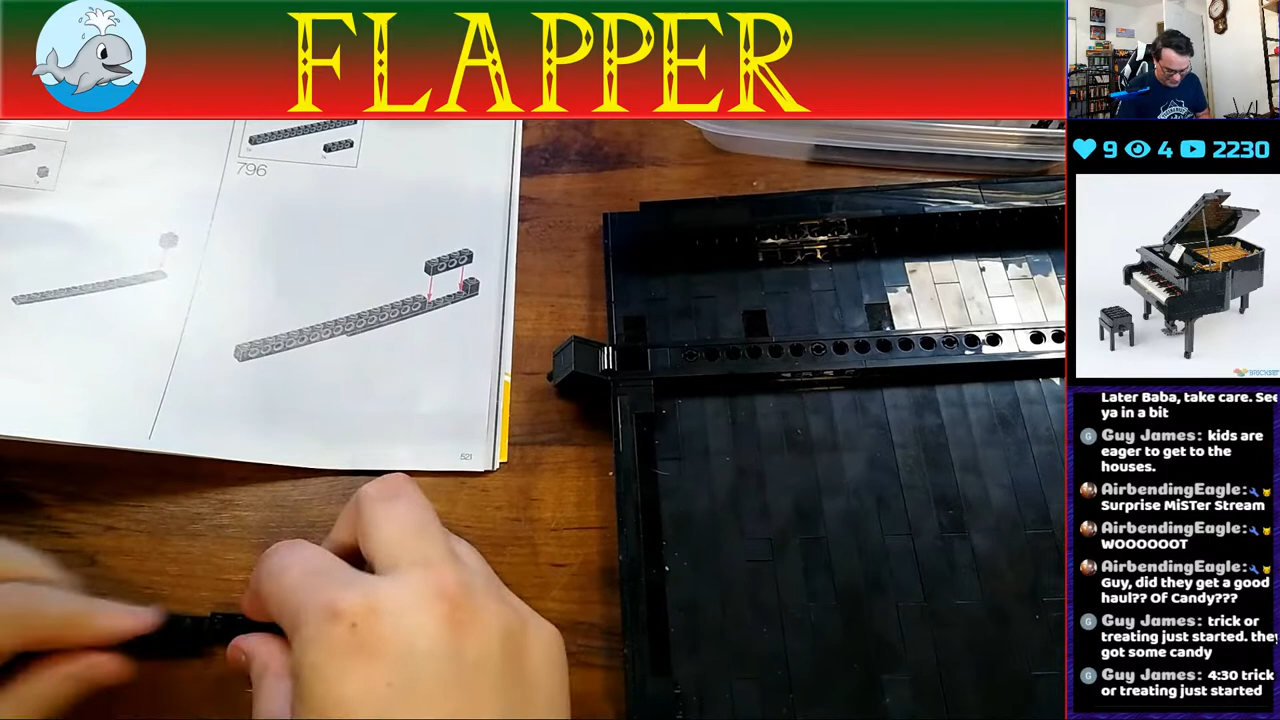 FLAPPER
796
521
9 4 2230
BRICKSET
Later Baba, take care. See
ya in a bit
Guy James: kids are
eager to get to the
houses.
AirbendingEagle:
Surprise MiSTer Stream
AirbendingEagle:
WOOOOOT
AirbendingEagle:
Guy, did they get a good
haul?? Of Candy???
Guy James: trick or
treating just started. they
got some candy
Guy James: 4:30 trick
or treating just started